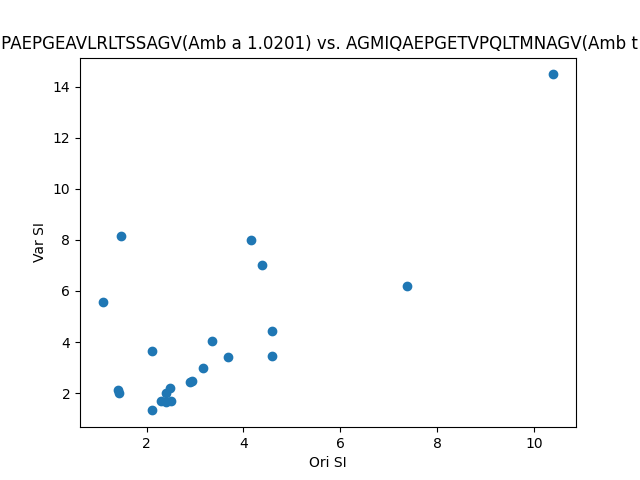 PAEPGEAVLRLTSSAGV(Amb a 1.0201) vs. AGMIQAEPGETVPQLTMNAGV(Amb t
14
12
10
8
6
4
2
Var SI
2 4 6 8 10
Ori SI